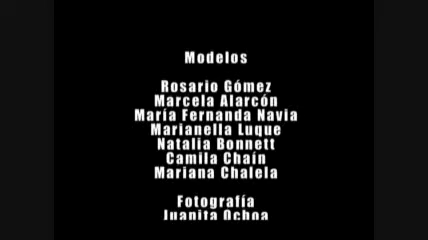 Modelos
Rosario Gómez
Marcela Alarcón
María Fernanda Navia
Marianella Luque
Natalia Bonnett
Camila Chaín
Mariana Chalela
Fotografía
Juanita Ochoa